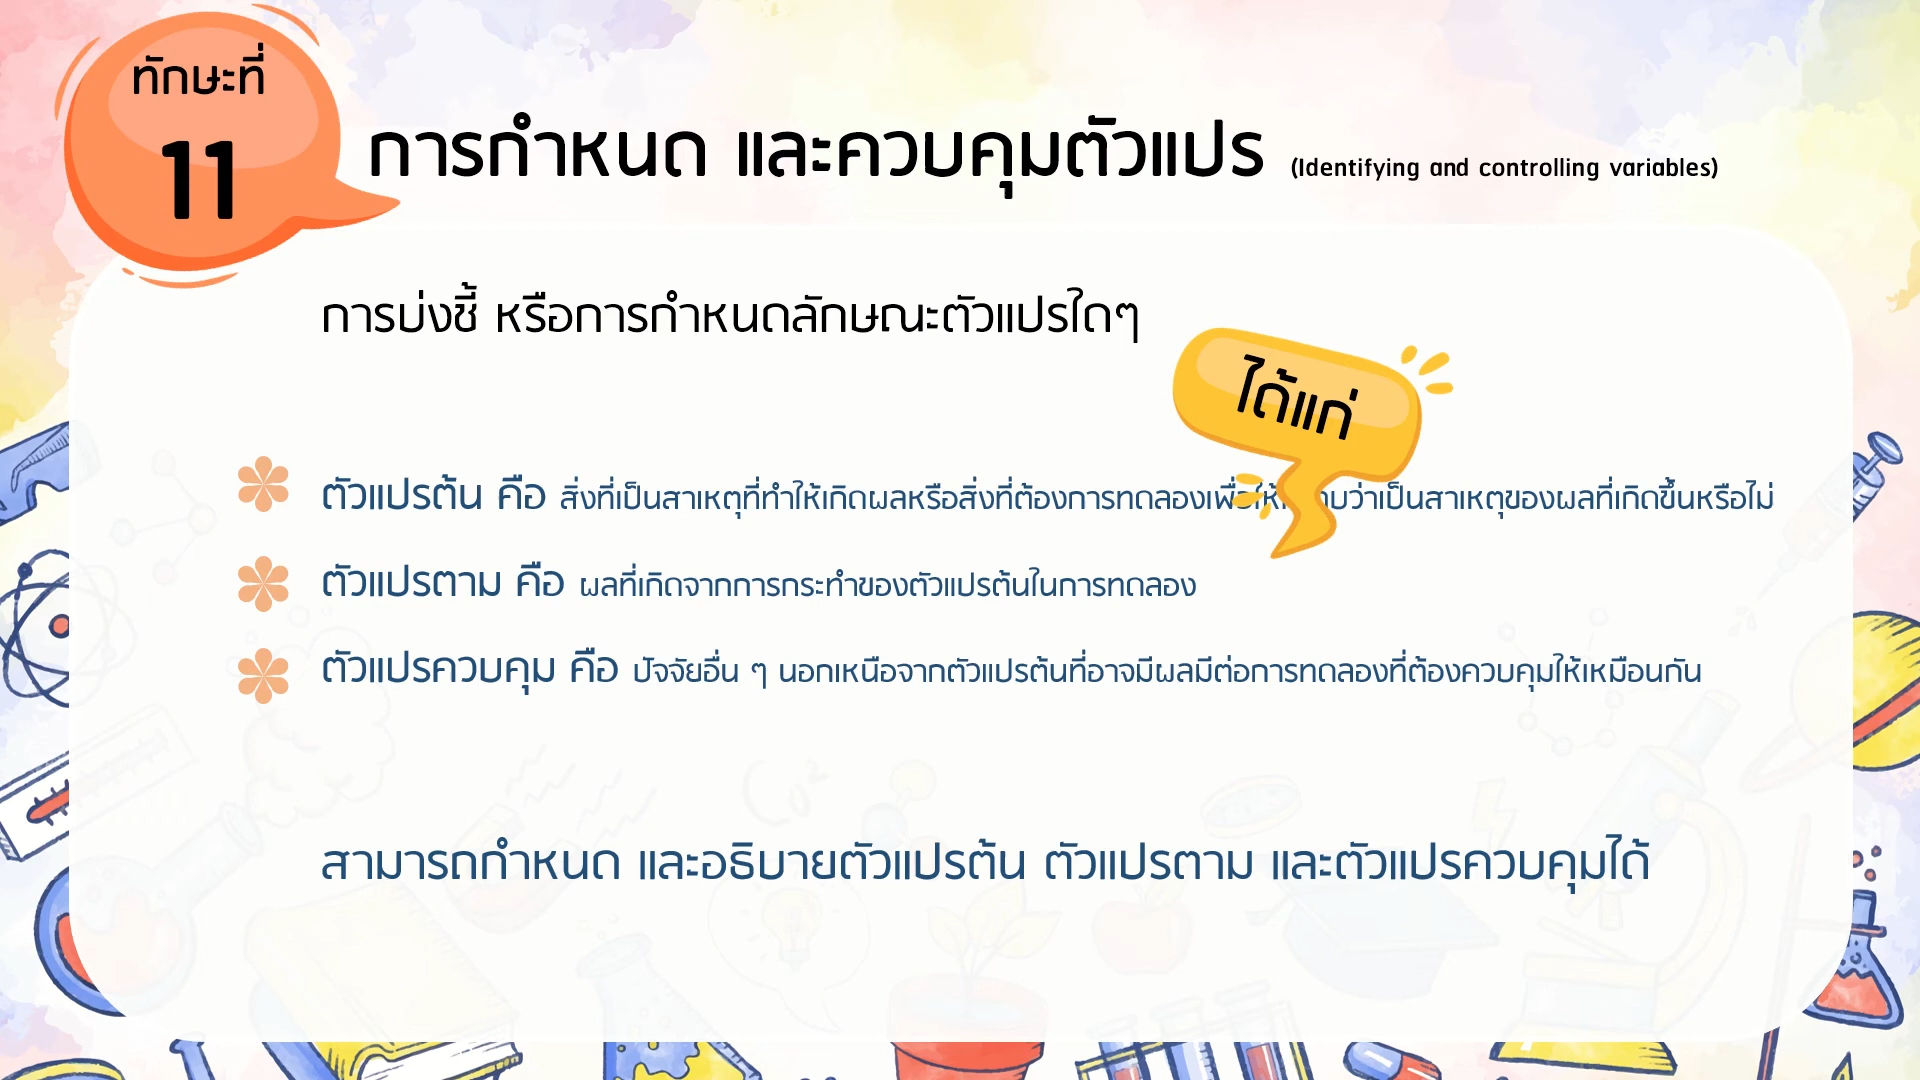 ทักษะที่
11
การกำหนด และควบคุมตัวแปร (Identifying and controlling variables)
การบ่งชี้ หรือการกำหนดลักษณะตัวแปรใดๆ
ได้แก่
ตัวแปรต้น คือ สิ่งที่เป็นสาเหตุที่ทำให้เกิดผลหรือสิ่งที่ต้องการทดลองเพื่อให้ ว่าเป็นสาเหตุของผลที่เกิดขึ้นหรือไม่
ตัวแปรตาม คือ ผลที่เกิดจากการกระทำของตัวแปรต้นในการทดลอง
ตัวแปรควบคุม คือ ปัจจัยอื่น ๆ นอกเหนือจากตัวแปรต้นที่อาจมีผลมีต่อการทดลองที่ต้องควบคุมให้เหมือนกัน
สามารถกำหนด และอธิบายตัวแปรต้น ตัวแปรตาม และตัวแปรควบคุมได้